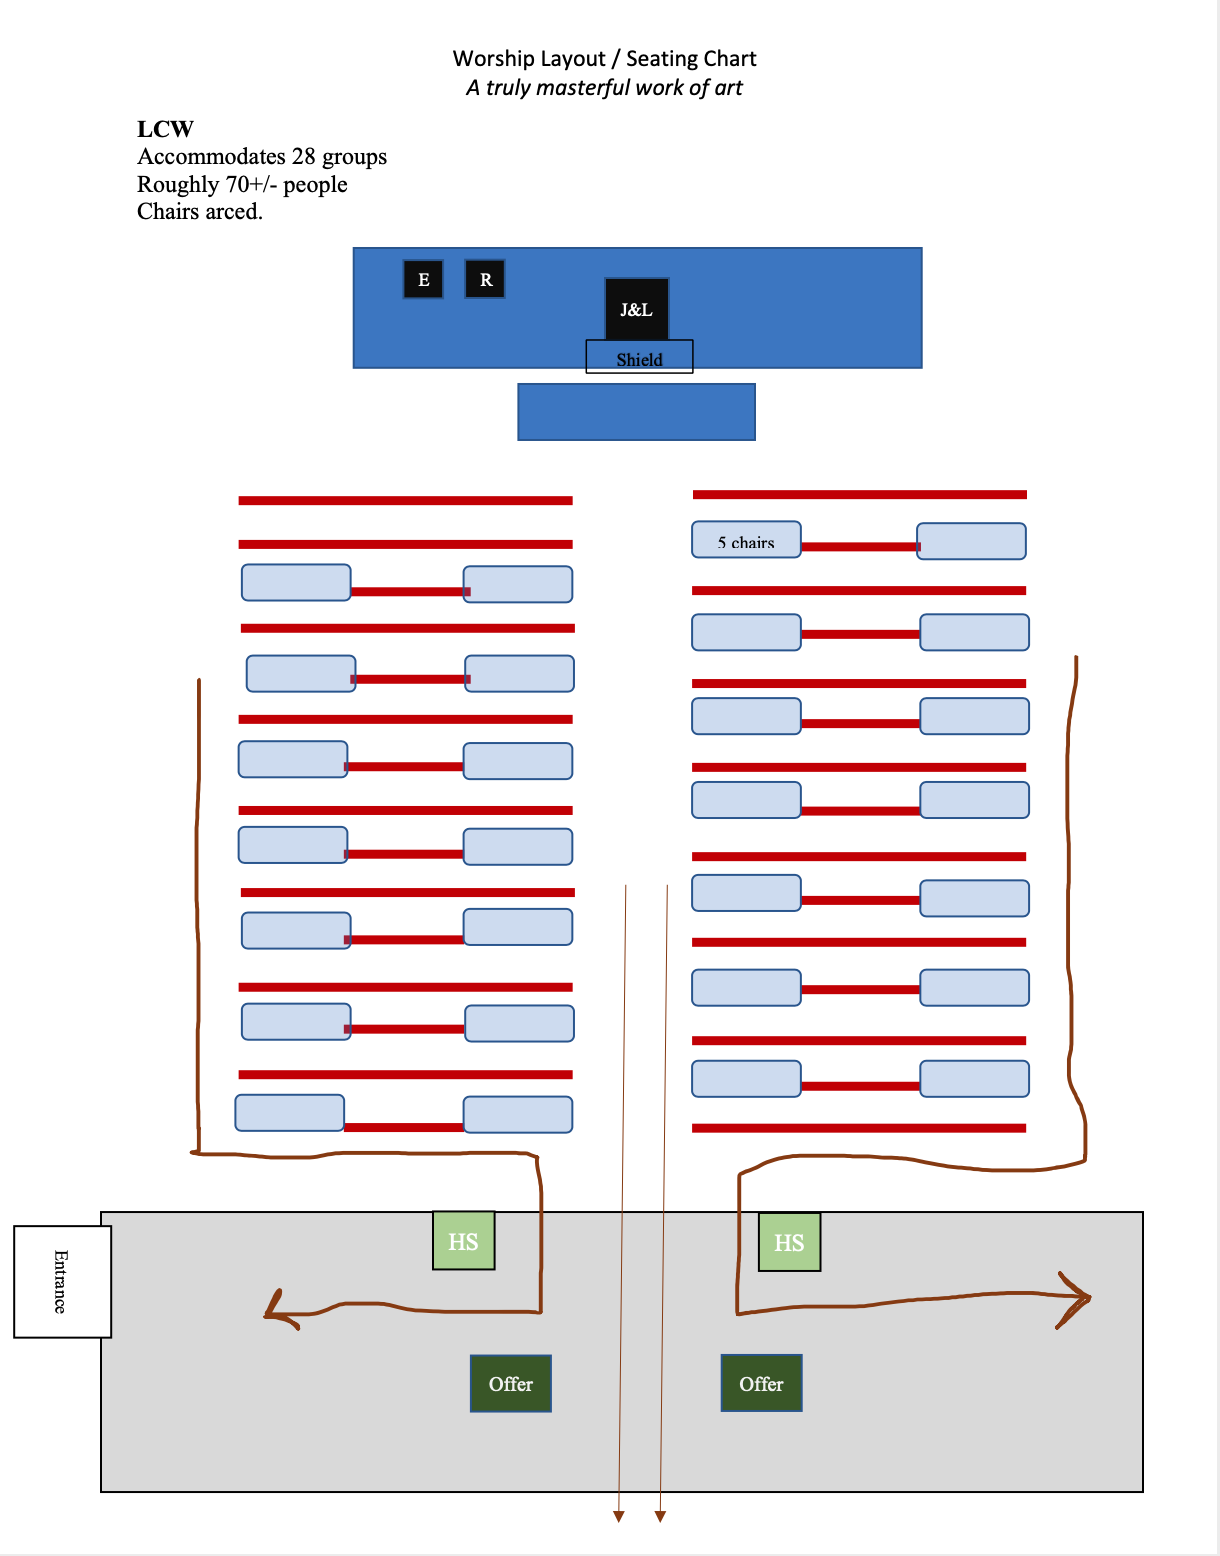 Worship Layout / Seating Chart
A truly masterful work of art
LCW
Accommodates 28 groups
Roughly 70+/- people
Chairs arced.
E
R
J&L
Shield
5 chairs
Entrance
HS
HS
Offer
Offer